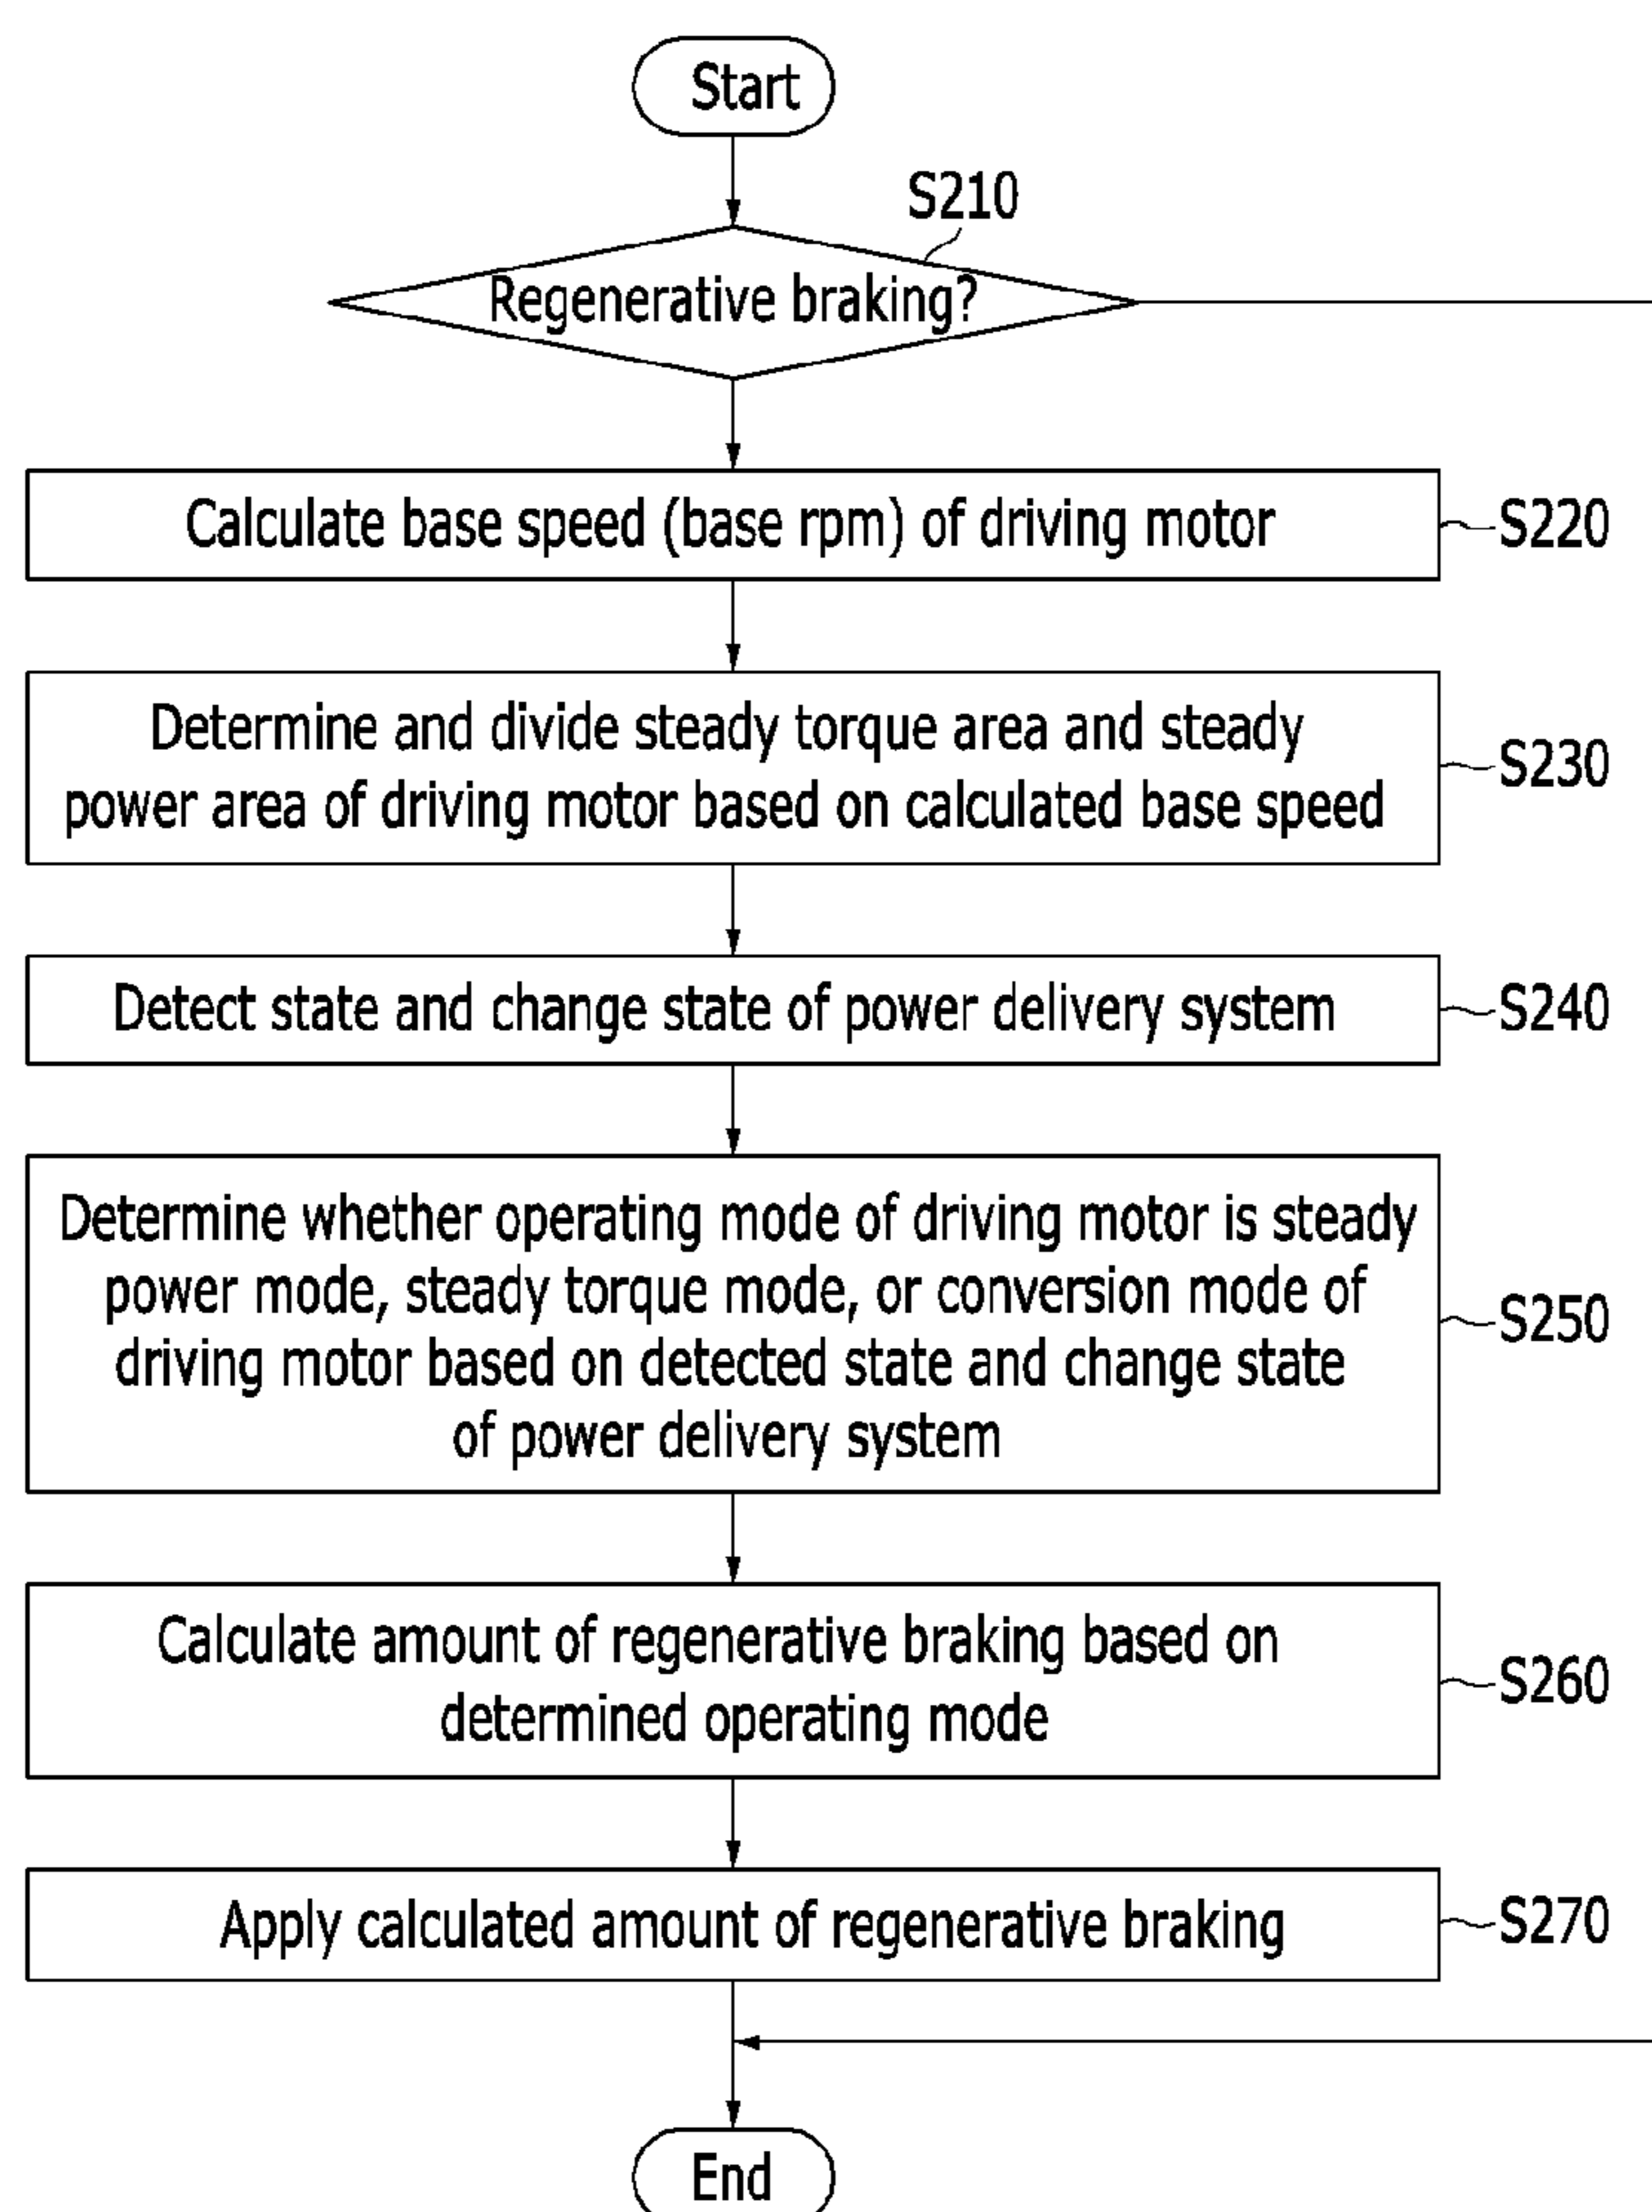 Start
S210
Regenerative braking?
Calculate base speed (base rpm) of driving motor
S220
Determine and divide steady torque area and steady
power area of driving motor based on calculated base speed
S230
Detect state and change state of power delivery system
S240
Determine whether operating mode of driving motor is steady
power mode, steady torque mode, or conversion mode of
driving motor based on detected state and change state
of power delivery system
S250
Calculate amount of regenerative braking based on
determined operating mode
S260
Apply calculated amount of regenerative braking
S270
End